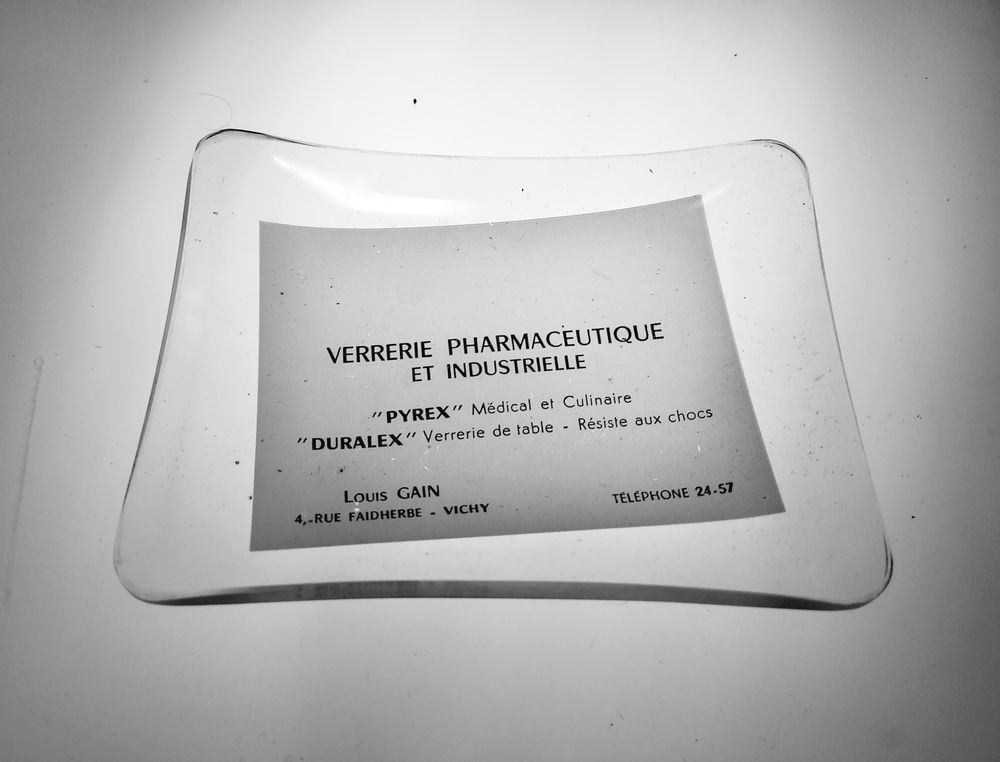 VERRERIE PHARMACEUTIQUE
ET INDUSTRIELLE
"PYREX" Médical et Culinaire
"DURALEX" Verrerie de table - Résiste aux chocs
Louis GAIN
4,-RUE FAIDHERBE - VICHY
TÉLÉPHONE 24-57